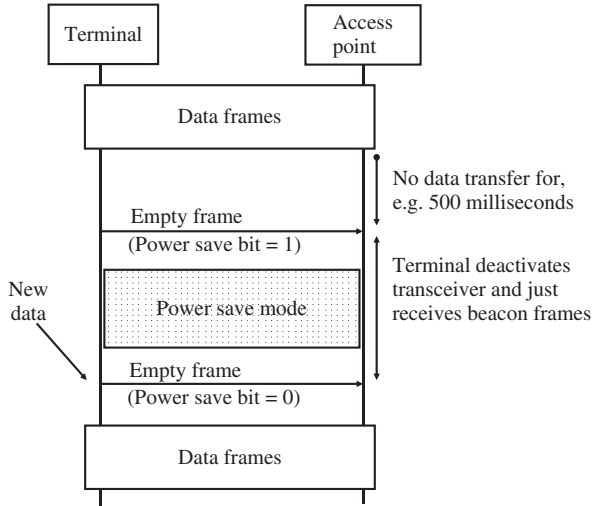 Terminal
Access
point
Data frames
No data transfer for,
e.g. 500 milliseconds
Empty frame
(Power save bit = 1)
Terminal deactivates
transceiver and just
receives beacon frames
New
data
Power save mode
Empty frame
(Power save bit = 0)
Data frames